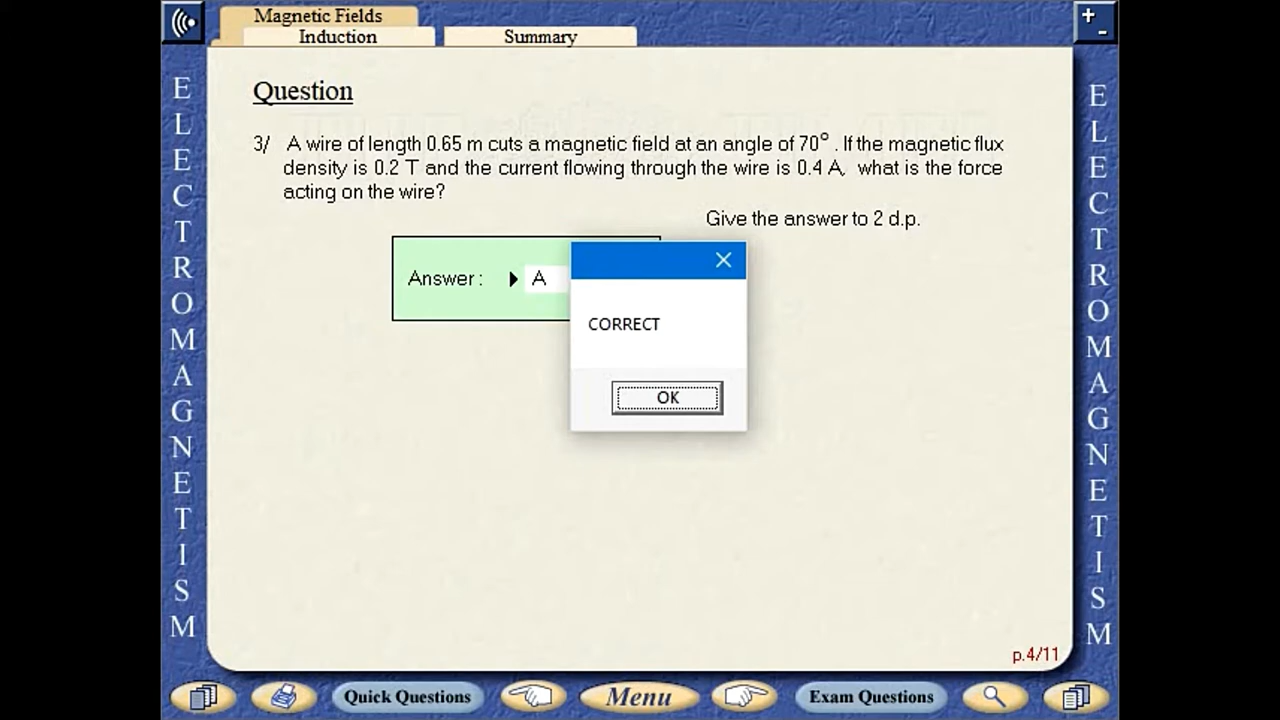 Magnetic Fields
Induction
Summary
+
-
ELECTROMAGNETISM
ELECTROMAGNETISM
Question
3/ A wire of length 0.65 m cuts a magnetic field at an angle of 70°. If the magnetic flux
density is 0.2 T and the current flowing through the wire is 0.4 A, what is the force
acting on the wire?
Give the answer to 2 d.p.
Answer: A
CORRECT
OK
p.4/11
Quick Questions
Menu
Exam Questions